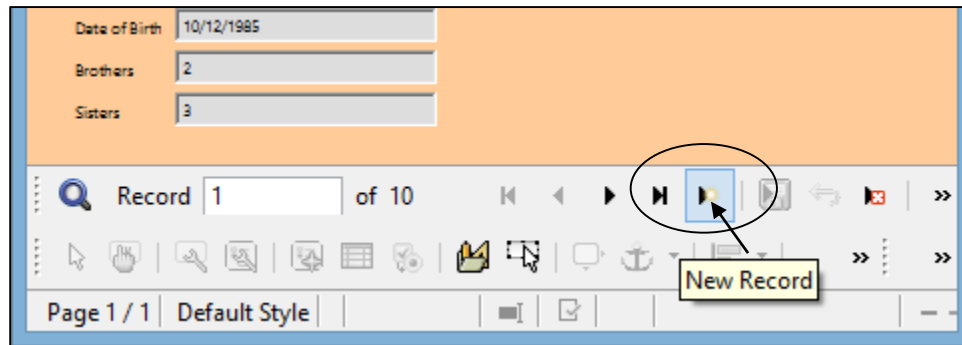 Date of Birth 10/12/1985
Brothers 2
Sisters 3
Record 1 of 10
New Record
Page 1 / 1 Default Style